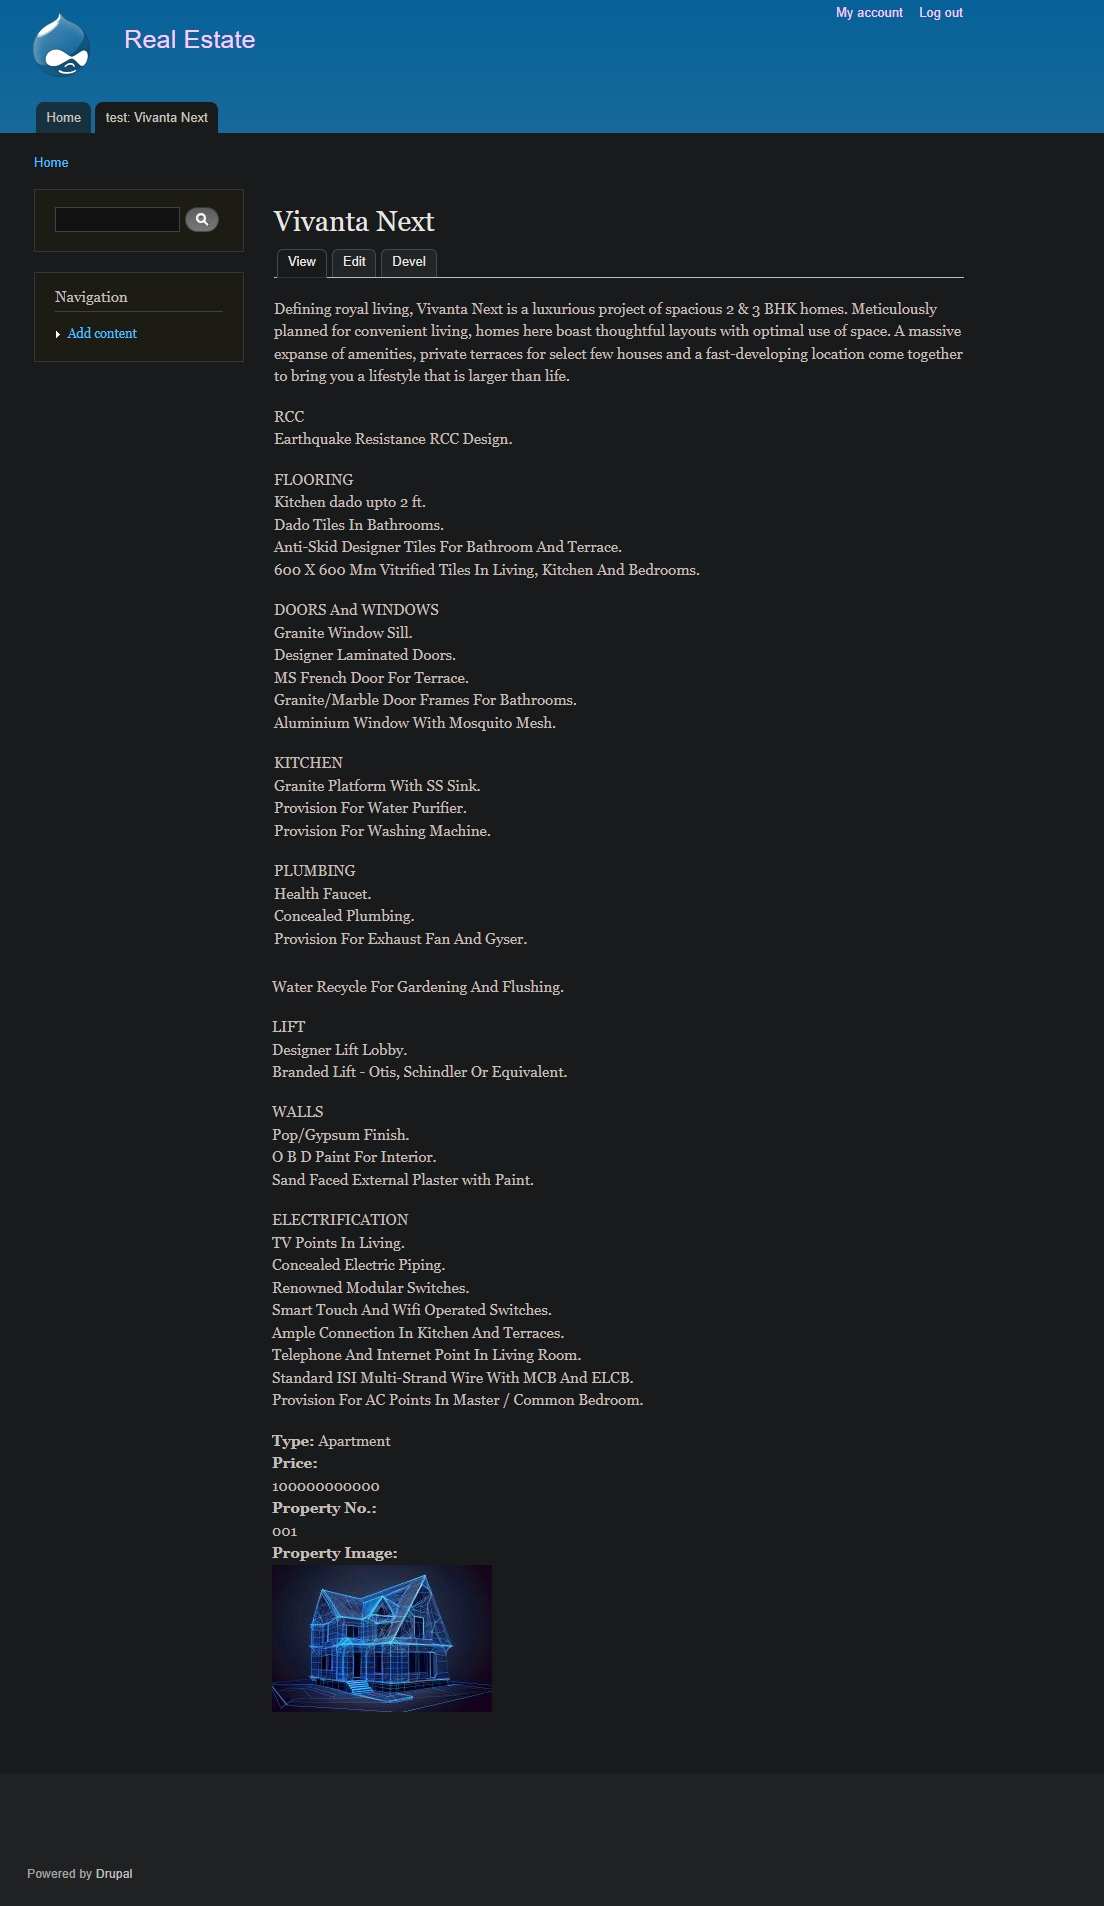 My account Log out
Real Estate
Home test: Vivanta Next
Home
Vivanta Next
View Edit Devel
Navigation
Add content
Defining royal living, Vivanta Next is a luxurious project of spacious 2 & 3 BHK homes. Meticulously
planned for convenient living, homes here boast thoughtful layouts with optimal use of space. A massive
expanse of amenities, private terraces for select few houses and a fast-developing location come together
to bring you a lifestyle that is larger than life.
RCC
Earthquake Resistance RCC Design.
FLOORING
Kitchen dado upto 2 ft.
Dado Tiles In Bathrooms.
Anti-Skid Designer Tiles For Bathroom And Terrace.
600 X 600 Mm Vitrified Tiles In Living, Kitchen And Bedrooms.
DOORS And WINDOWS
Granite Window Sill.
Designer Laminated Doors.
MS French Door For Terrace.
Granite/Marble Door Frames For Bathrooms.
Aluminium Window With Mosquito Mesh.
KITCHEN
Granite Platform With SS Sink.
Provision For Water Purifier.
Provision For Washing Machine.
PLUMBING
Health Faucet.
Concealed Plumbing.
Provision For Exhaust Fan And Gyser.
Water Recycle For Gardening And Flushing.
LIFT
Designer Lift Lobby.
Branded Lift - Otis, Schindler Or Equivalent.
WALLS
Pop/Gypsum Finish.
O B D Paint For Interior.
Sand Faced External Plaster with Paint.
ELECTRIFICATION
TV Points In Living.
Concealed Electric Piping.
Renowned Modular Switches.
Smart Touch And Wifi Operated Switches.
Ample Connection In Kitchen And Terraces.
Telephone And Internet Point In Living Room.
Standard ISI Multi-Strand Wire With MCB And ELCB.
Provision For AC Points In Master / Common Bedroom.
Type: Apartment
Price:
100000000000
Property No.:
001
Property Image:
Powered by Drupal